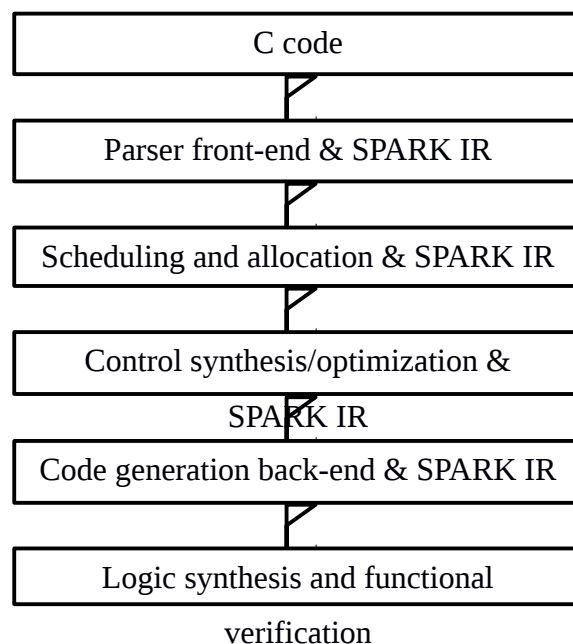 C code
Parser front-end & SPARK IR
Scheduling and allocation & SPARK IR
Control synthesis/optimization &
SPARK IR
Code generation back-end & SPARK IR
Logic synthesis and functional
verification